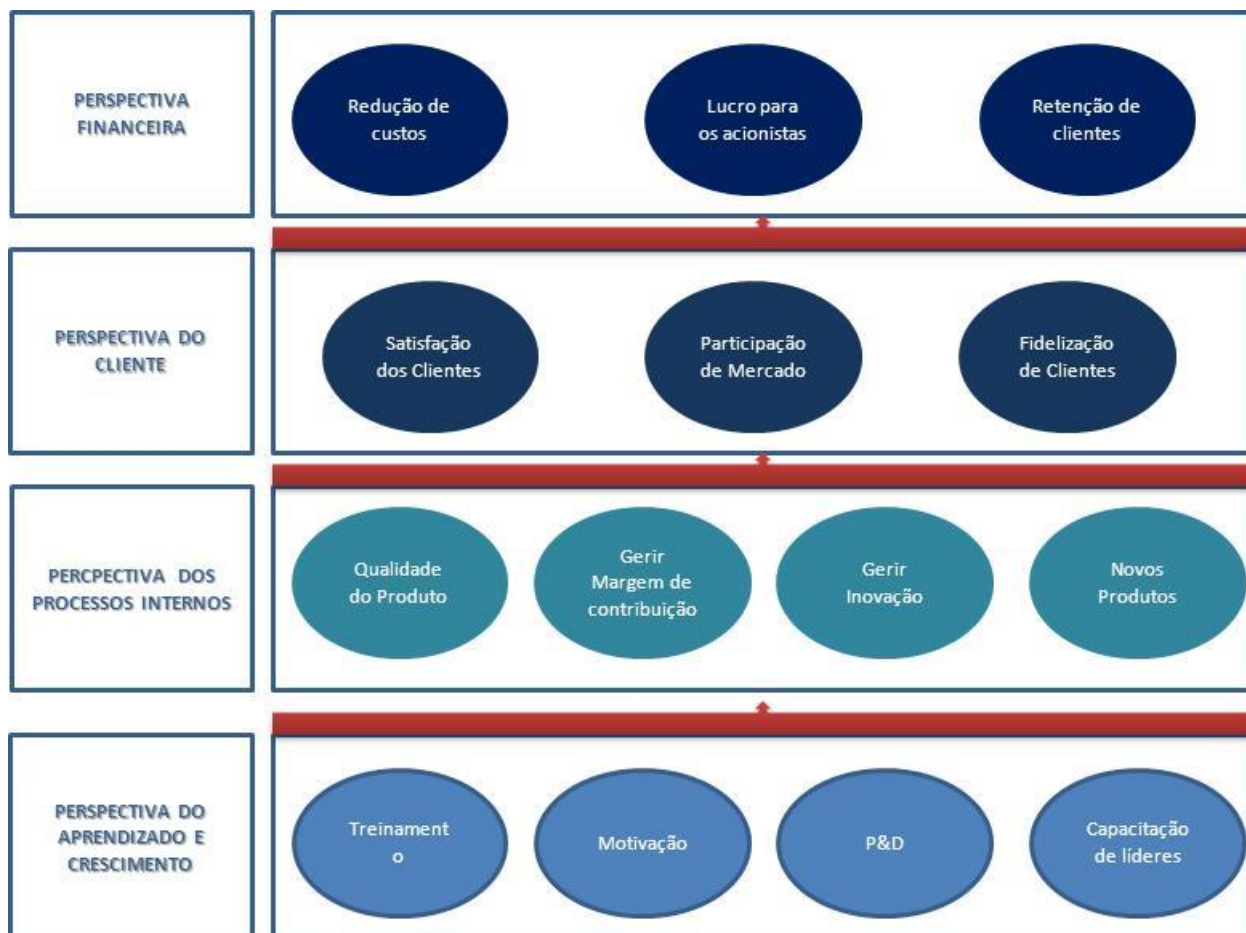 PERSPECTIVA
FINANCEIRA
Redução de
custos
Lucro para
os acionistas
Retenção de
clientes
PERSPECTIVA DO
CLIENTE
Satisfação
dos Clientes
Participação
de Mercado
Fidelização
de Clientes
PERCPECTIVA DOS
PROCESSOS INTERNOS
Qualidade
do Produto
Gerir
Margem de
contribuição
Gerir
Inovação
Novos
Produtos
PERSPECTIVA DO
APRENDIZADO E
CRESCIMENTO
Treinament
o
Motivação
P&D
Capacitação
de líderes